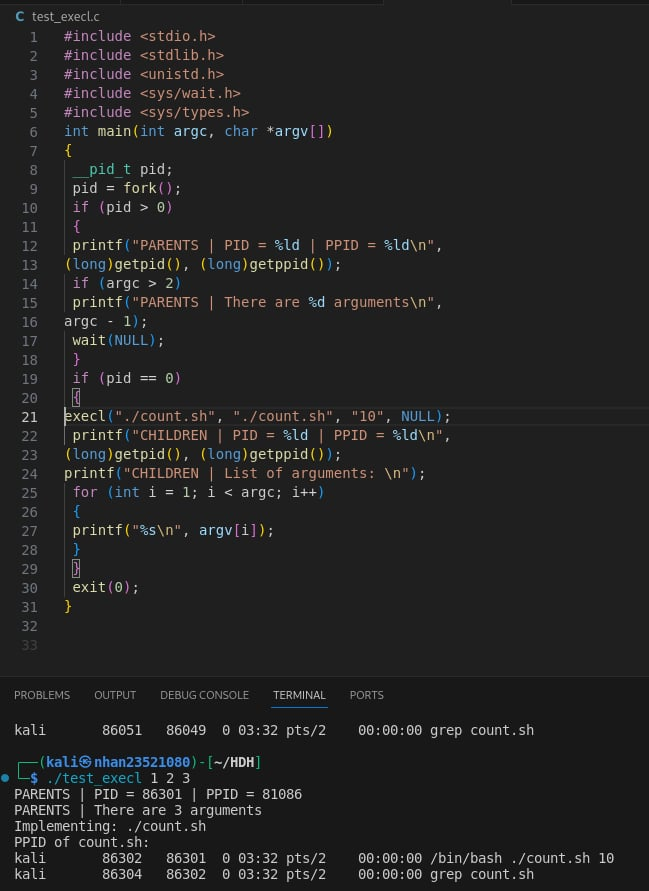 C test_execl.c
1 #include <stdio.h>
2 #include <stdlib.h>
3 #include <unistd.h>
4 #include <sys/wait.h>
5 #include <sys/types.h>
6 int main(int argc, char *argv[])
7 {
8 __pid_t pid;
9 pid = fork();
10 if (pid > 0)
11 {
12 printf("PARENTS | PID = %ld | PPID = %ld\n",
13 (long)getpid(), (long)getppid());
14 if (argc > 2)
15 printf("PARENTS | There are %d arguments\n",
16 argc - 1);
17 wait(NULL);
18 }
19 if (pid == 0)
20 {
21 execl("./count.sh", "./count.sh", "10", NULL);
22 printf("CHILDREN | PID = %ld | PPID = %ld\n",
23 (long)getpid(), (long)getppid());
24 printf("CHILDREN | List of arguments: \n");
25 for (int i = 1; i < argc; i++)
26 {
27 printf("%s\n", argv[i]);
28 }
29 }
30 exit(0);
31 }
32
33
PROBLEMS OUTPUT DEBUG CONSOLE TERMINAL PORTS
kali 86051 86049 0 03:32 pts/2 00:00:00 grep count.sh
┌──(kali㉿nhan23521080)-[~/HDH]
└─$ ./test_execl 1 2 3
PARENTS | PID = 86301 | PPID = 81086
PARENTS | There are 3 arguments
Implementing: ./count.sh
PPID of count.sh:
kali 86302 86301 0 03:32 pts/2 00:00:00 /bin/bash ./count.sh 10
kali 86304 86302 0 03:32 pts/2 00:00:00 grep count.sh